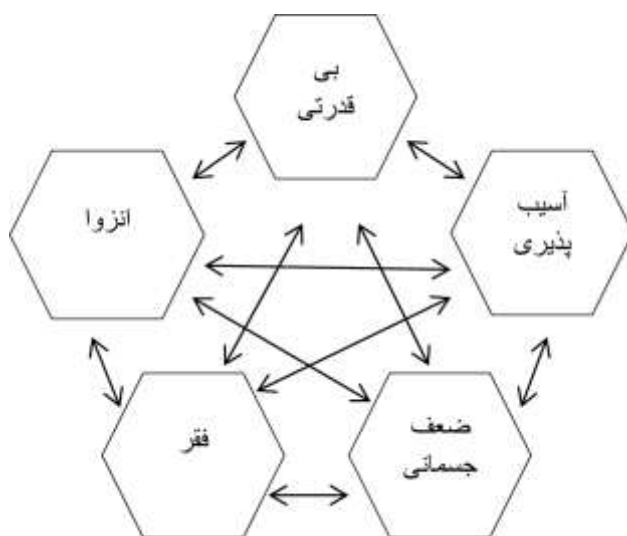 بی
قدرتی
انزوا
آسیب
پذیری
فقر
ضعف
جسمانی